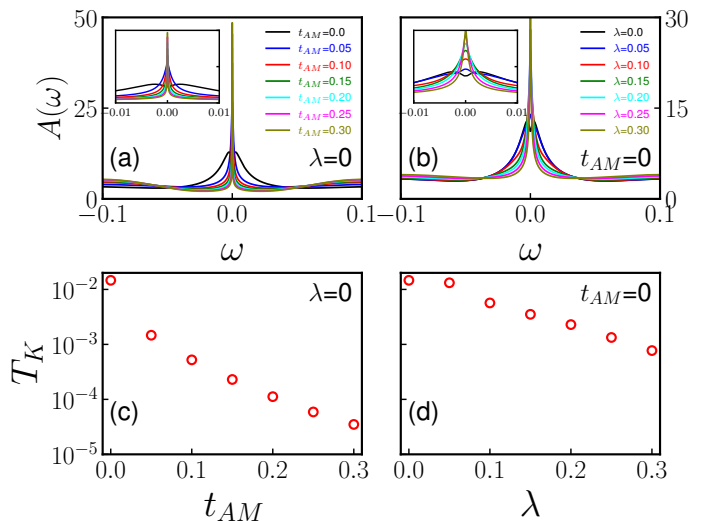 50
25
0
A(ω)
−0.01 0.00 0.01
t_AM=0.0
t_AM=0.05
t_AM=0.10
t_AM=0.15
t_AM=0.20
t_AM=0.25
t_AM=0.30
(a)
λ=0
−0.1 0.0 0.1
ω
−0.01 0.00 0.01
λ=0.0
λ=0.05
λ=0.10
λ=0.15
λ=0.20
λ=0.25
λ=0.30
(b)
t_AM=0
30
15
0
−0.1 0.0 0.1
ω
10⁻²
10⁻³
10⁻⁴
10⁻⁵
T_K
λ=0
(c)
0.0 0.1 0.2 0.3
t_AM
t_AM=0
(d)
0.0 0.1 0.2 0.3
λ